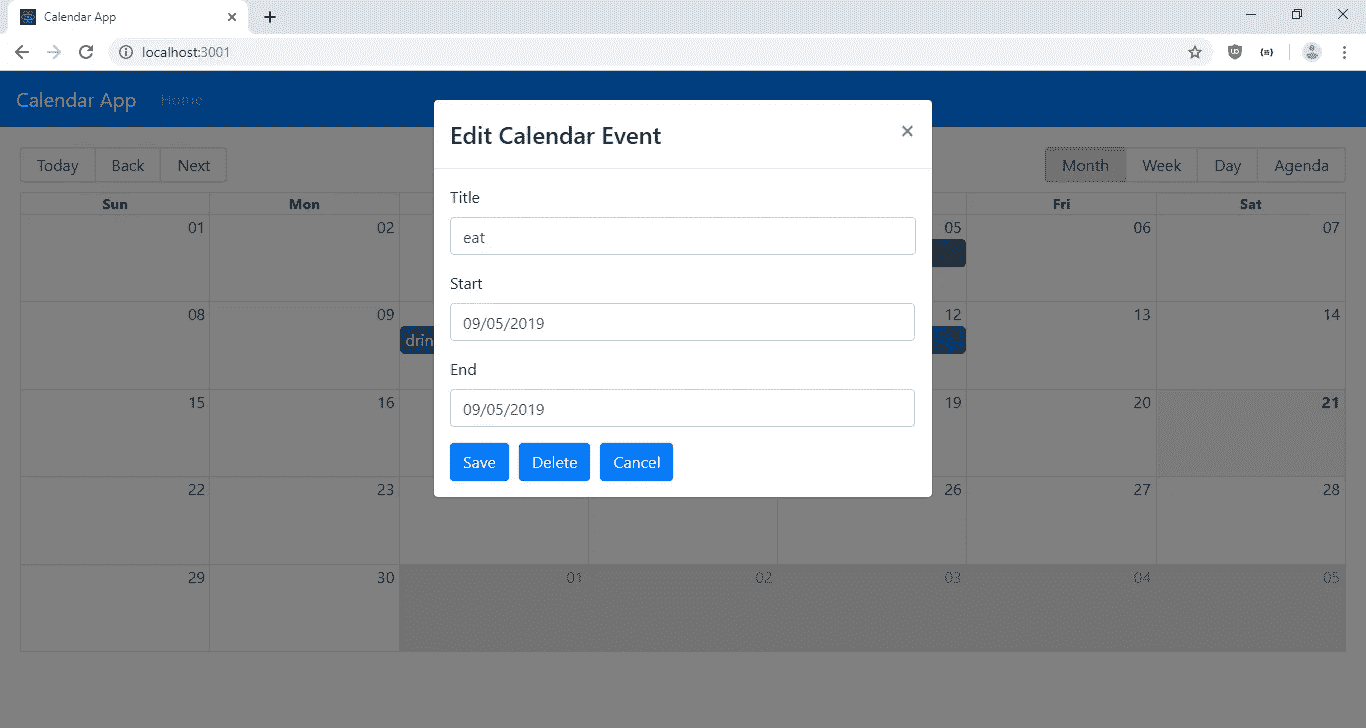 Calendar App
localhost:3001
Calendar App Home
Edit Calendar Event ×
Today Back Next
Month Week Day Agenda
Title
eat
Start
09/05/2019
End
09/05/2019
Save Delete Cancel
Sun Mon Fri Sat
01 02 05 06 07
08 09 12 13 14
drin
15 16 19 20 21
22 23 26 27 28
29 30 01 02 03 04 05